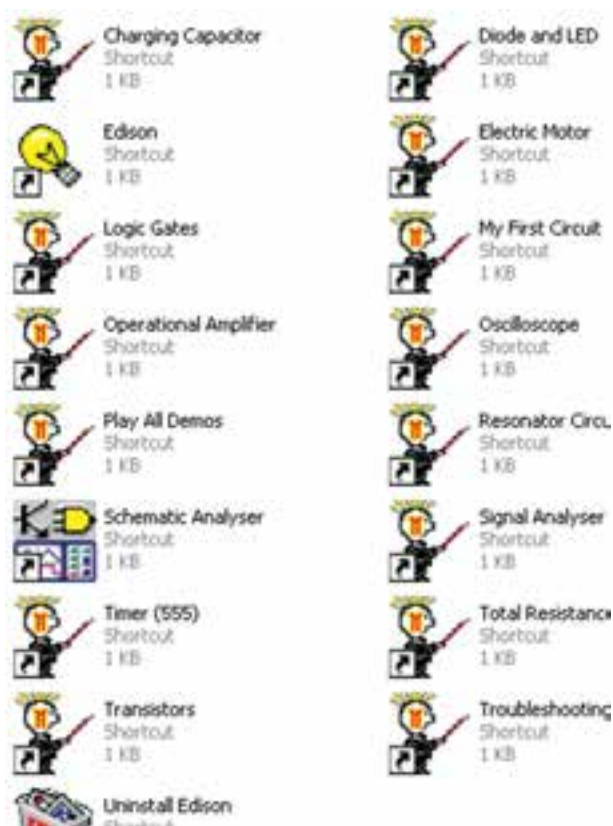 Charging Capacitor
Shortcut
1 KB
Diode and LED
Shortcut
1 KB
Edison
Shortcut
1 KB
Electric Motor
Shortcut
1 KB
Logic Gates
Shortcut
1 KB
My First Circuit
Shortcut
1 KB
Operational Amplifier
Shortcut
1 KB
Oscilloscope
Shortcut
1 KB
Play All Demos
Shortcut
1 KB
Resonator Circu
Shortcut
1 KB
Schematic Analyser
Shortcut
1 KB
Signal Analyser
Shortcut
1 KB
Timer (555)
Shortcut
1 KB
Total Resistance
Shortcut
1 KB
Transistors
Shortcut
1 KB
Troubleshooting
Shortcut
1 KB
Uninstall Edison
Shortcut